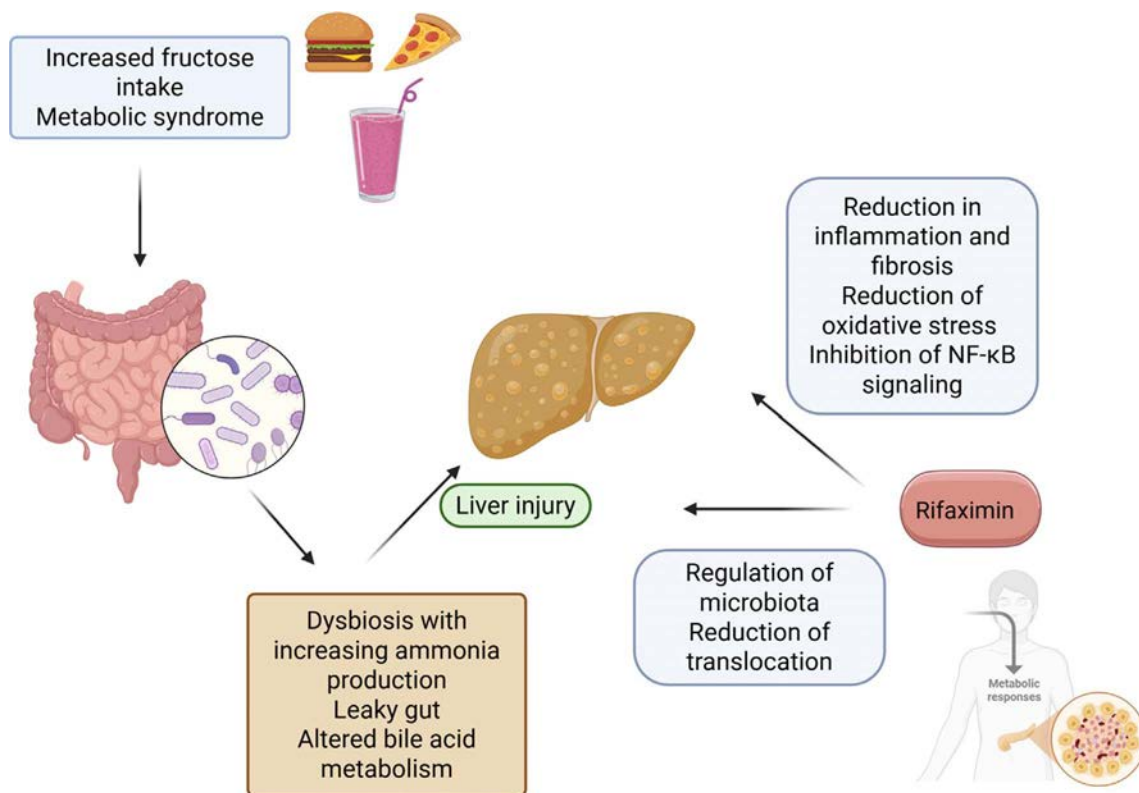 Increased fructose
intake
Metabolic syndrome
Reduction in
inflammation and
fibrosis
Reduction of
oxidative stress
Inhibition of NF-κB
signaling
Liver injury
Rifaximin
Regulation of
microbiota
Reduction of
translocation
Dysbiosis with
increasing ammonia
production
Leaky gut
Altered bile acid
metabolism
Metabolic
responses